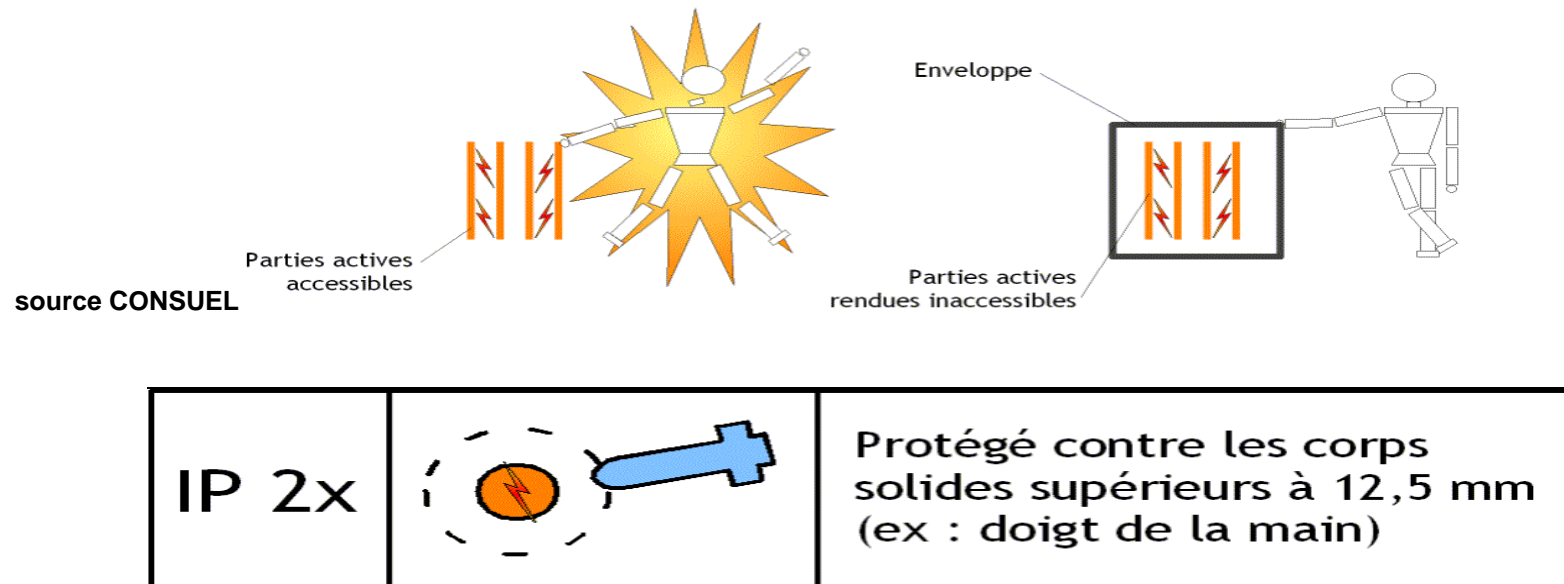 Enveloppe
Parties actives
accessibles
Parties actives
rendues inaccessibles
source CONSUEL
IP 2x
Protégé contre les corps
solides supérieurs à 12,5 mm
(ex : doigt de la main)